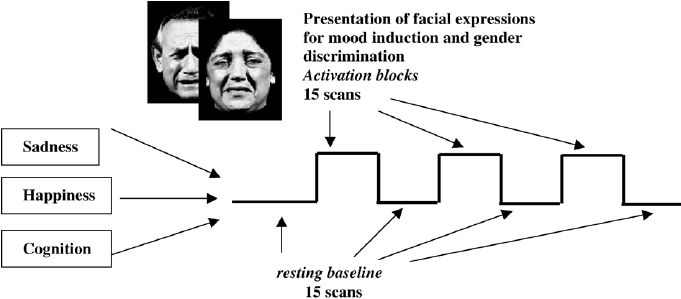 Presentation of facial expressions
for mood induction and gender
discrimination
Activation blocks
15 scans
Sadness
Happiness
Cognition
resting baseline
15 scans